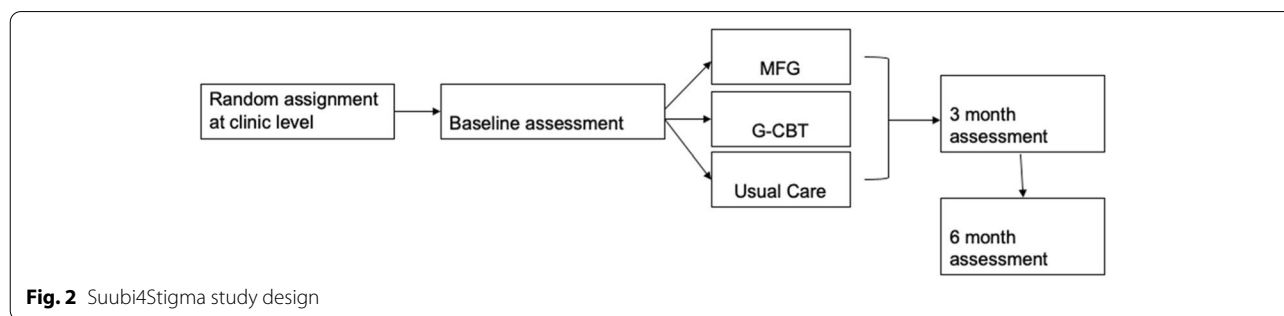 Random assignment
at clinic level
Baseline assessment
MFG
G-CBT
Usual Care
3 month
assessment
6 month
assessment
Fig. 2 Suubi4Stigma study design